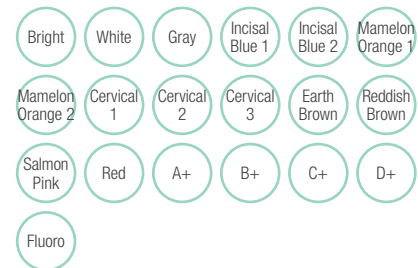 Bright
White
Gray
Incisal
Blue 1
Incisal
Blue 2
Mamelon
Orange 1
Mamelon
Orange 2
Cervical
1
Cervical
2
Cervical
3
Earth
Brown
Reddish
Brown
Salmon
Pink
Red
A+
B+
C+
D+
Fluoro